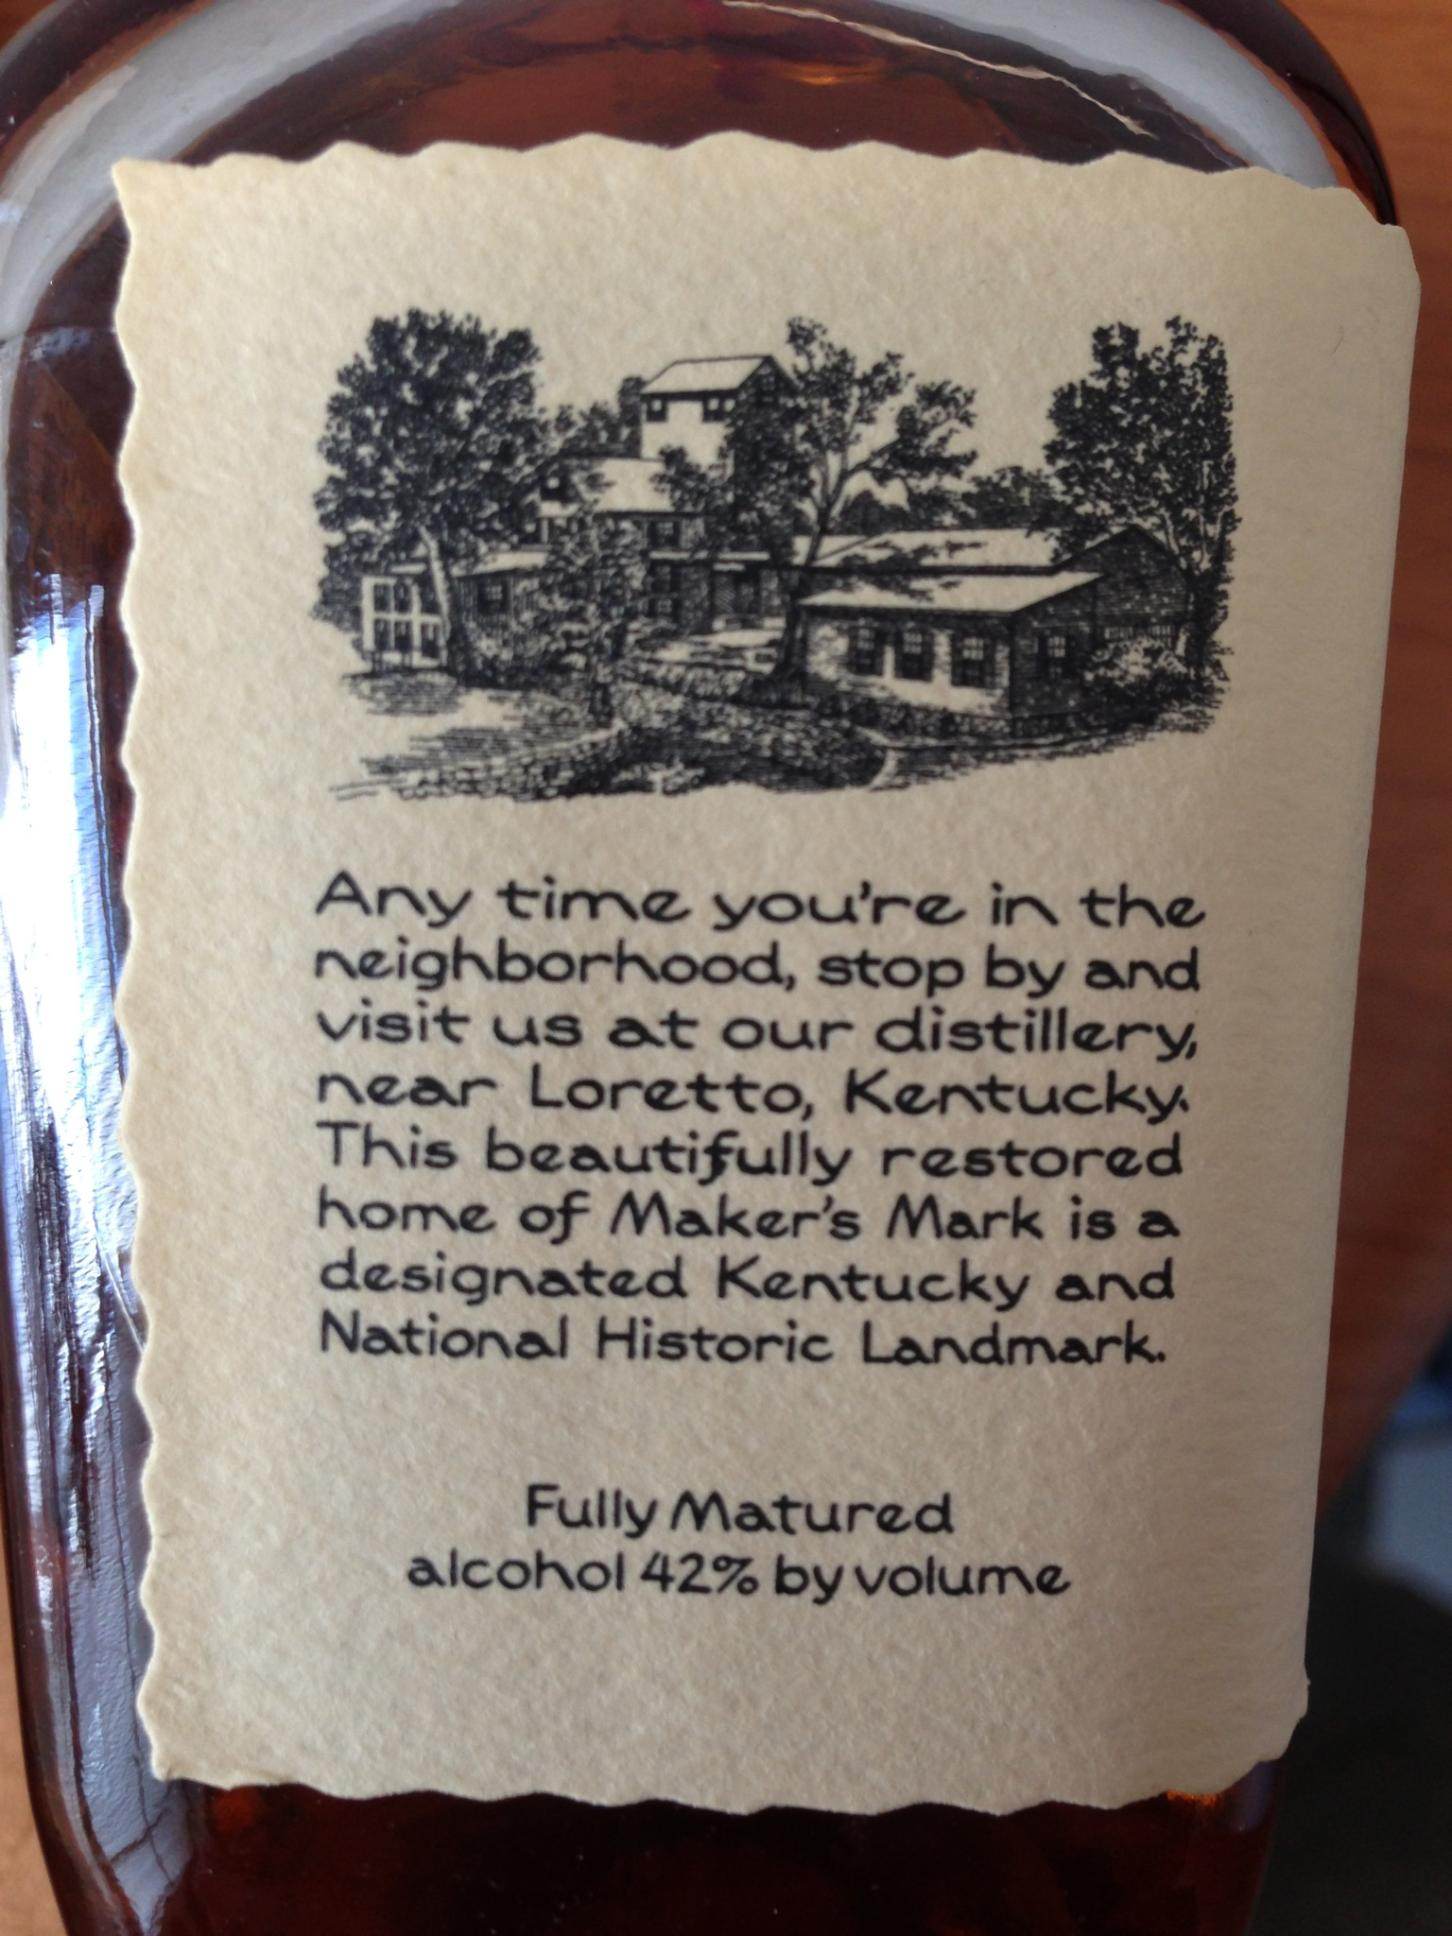 Any time you're in the
neighborhood, stop by and
visit us at our distillery,
near Loretto, Kentucky.
This beautifully restored
home of Maker's Mark is a
designated Kentucky and
National Historic Landmark.
Fully Matured
alcohol 42% by volume